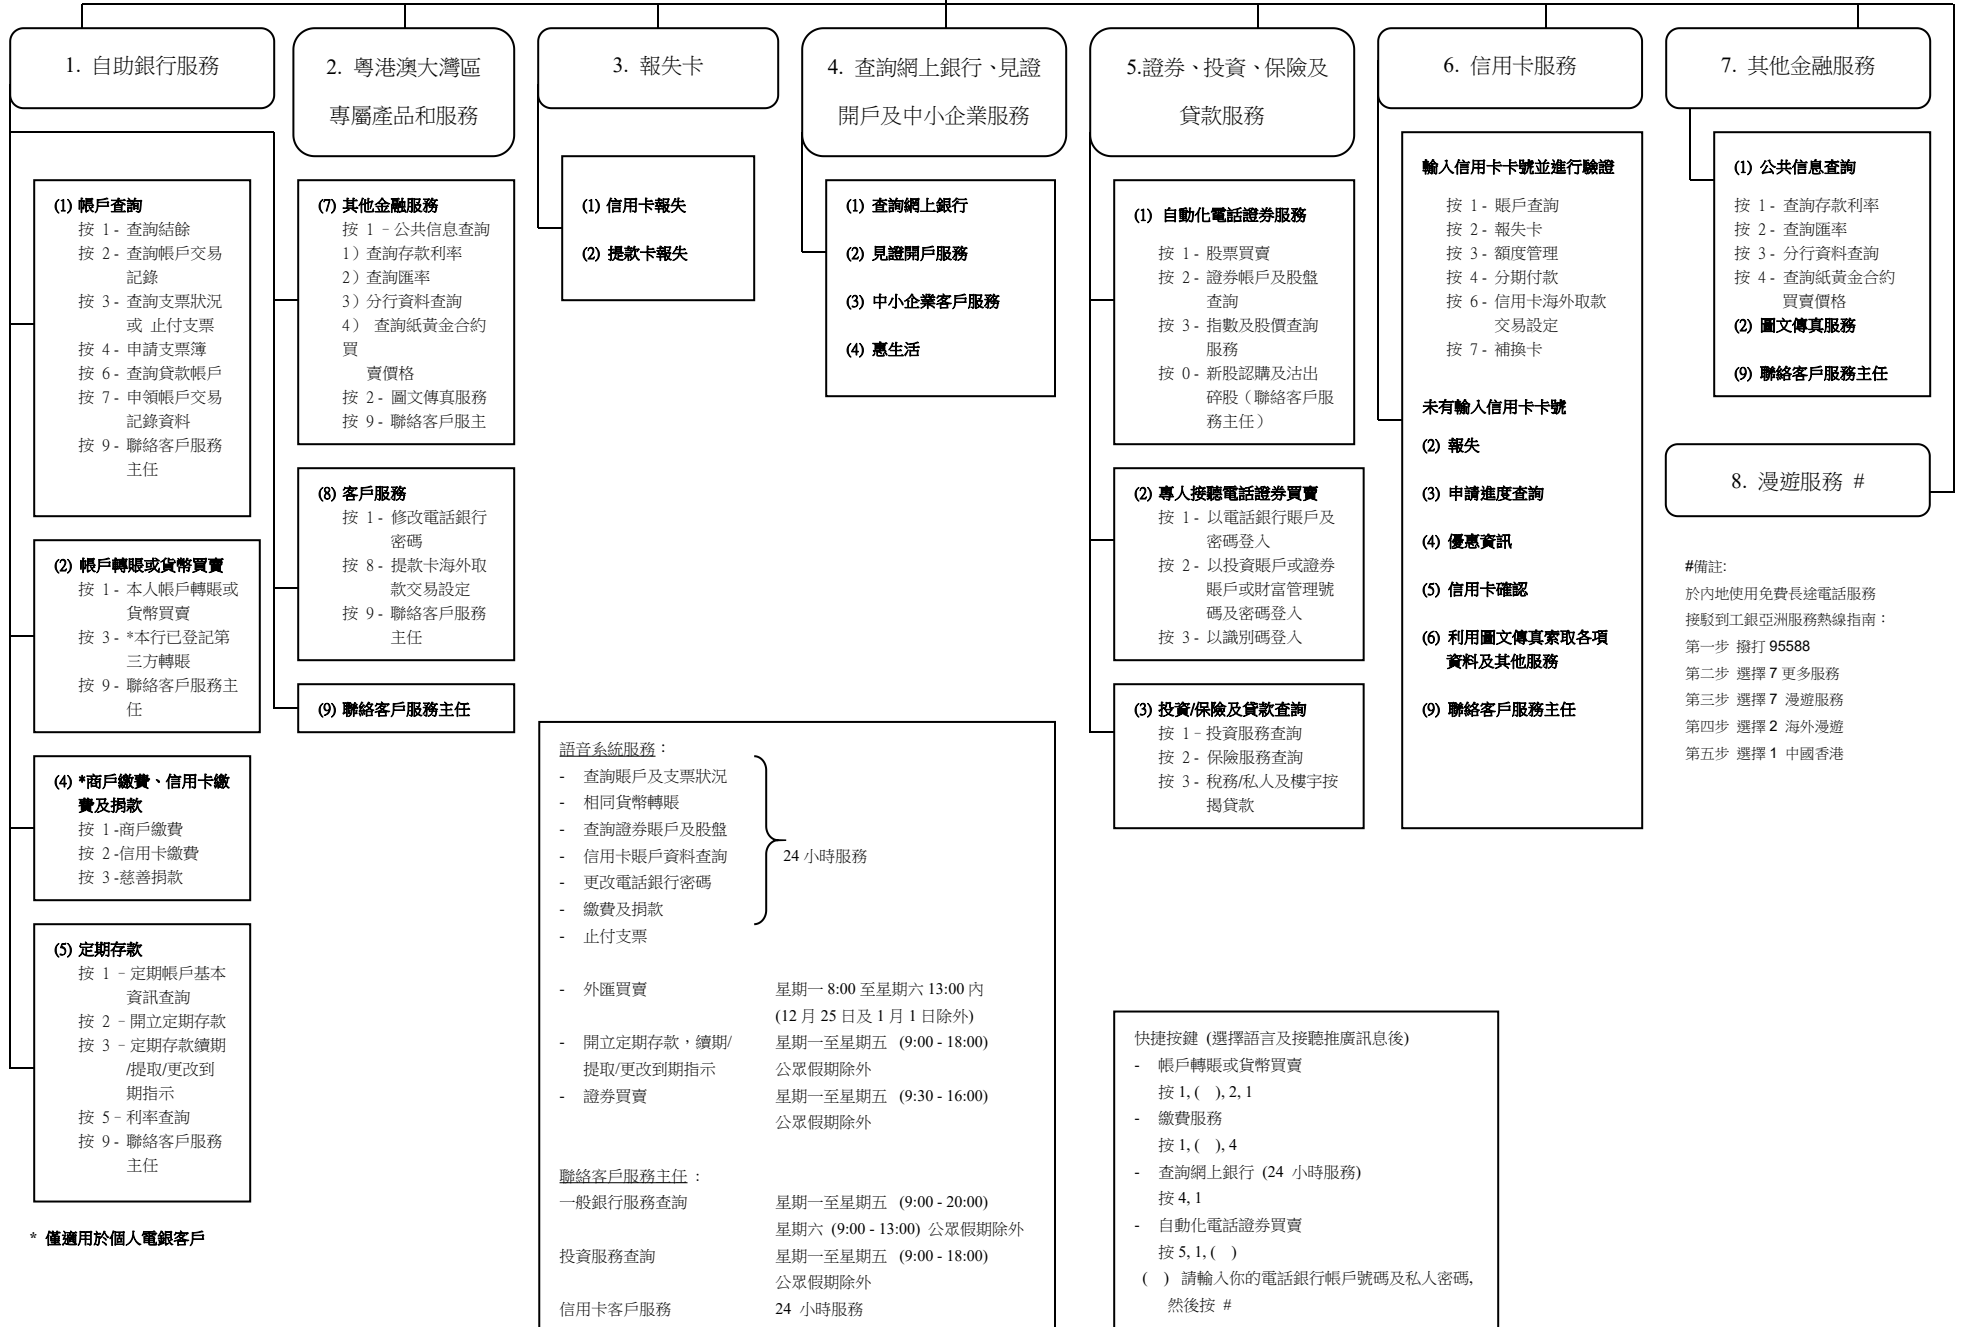 1. 自助銀行服務
2. 粵港澳大灣區
專屬產品和服務
3. 報失卡
4. 查詢網上銀行、見證
開戶及中小企業服務
5.證券、投資、保險及
貸款服務
6. 信用卡服務
7. 其他金融服務
(1) 帳戶查詢
按 1 - 查詢結餘
按 2 - 查詢帳戶交易
記錄
按 3 - 查詢支票狀況
或 止付支票
按 4 - 申請支票簿
按 6 - 查詢貸款帳戶
按 7 - 申領帳戶交易
記錄資料
按 9 - 聯絡客戶服務
主任
(2) 帳戶轉賬或貨幣買賣
按 1 - 本人帳戶轉賬或
貨幣買賣
按 3 - *本行已登記第
三方轉賬
按 9 - 聯絡客戶服務主
任
(4) *商戶繳費、信用卡繳
費及捐款
按 1 -商戶繳費
按 2 -信用卡繳費
按 3 -慈善捐款
(5) 定期存款
按 1 –定期帳戶基本
資訊查詢
按 2 –開立定期存款
按 3 –定期存款續期
/提取/更改到
期指示
按 5 –利率查詢
按 9 - 聯絡客戶服務
主任
* 僅適用於個人電銀客戶
(7) 其他金融服務
按 1 –公共信息查詢
1）查詢存款利率
2）查詢匯率
3）分行資料查詢
4） 查詢紙黃金合約
買
賣價格
按 2 - 圖文傳真服務
按 9 - 聯絡客戶服主
(8) 客戶服務
按 1 - 修改電話銀行
密碼
按 8 - 提款卡海外取
款交易設定
按 9 - 聯絡客戶服務
主任
(9) 聯絡客戶服務主任
(1) 信用卡報失
(2) 提款卡報失
(1) 查詢網上銀行
(2) 見證開戶服務
(3) 中小企業客戶服務
(4) 惠生活
(1) 自動化電話證券服務
按 1 - 股票買賣
按 2 - 證券帳戶及股盤
查詢
按 3 - 指數及股價查詢
服務
按 0 - 新股認購及沽出
碎股（聯絡客戶服
務主任）
(2) 專人接聽電話證券買賣
按 1 - 以電話銀行賬戶及
密碼登入
按 2 - 以投資賬戶或證券
賬戶或財富管理號
碼及密碼登入
按 3 - 以識別碼登入
(3) 投資/保險及貸款查詢
按 1 –投資服務查詢
按 2 - 保險服務查詢
按 3 - 稅務/私人及樓宇按
揭貸款
輸入信用卡卡號並進行驗證
按 1 - 賬戶查詢
按 2 - 報失卡
按 3 - 額度管理
按 4 - 分期付款
按 6 - 信用卡海外取款
交易設定
按 7 - 補換卡
未有輸入信用卡卡號
(2) 報失
(3) 申請進度查詢
(4) 優惠資訊
(5) 信用卡確認
(6) 利用圖文傳真索取各項
資料及其他服務
(9) 聯絡客戶服務主任
(1) 公共信息查詢
按 1 - 查詢存款利率
按 2 - 查詢匯率
按 3 - 分行資料查詢
按 4 - 查詢紙黃金合約
買賣價格
(2) 圖文傳真服務
(9) 聯絡客戶服務主任
8. 漫遊服務 #
#備註:
於內地使用免費長途電話服務
接駁到工銀亞洲服務熱線指南：
第一步 撥打 95588
第二步 選擇 7 更多服務
第三步 選擇 7 漫遊服務
第四步 選擇 2 海外漫遊
第五步 選擇 1 中國香港
語音系統服務：
- 查詢賬戶及支票狀況
- 相同貨幣轉賬
- 查詢證券賬戶及股盤
- 信用卡賬戶資料查詢 24 小時服務
- 更改電話銀行密碼
- 繳費及捐款
- 止付支票
- 外匯買賣 星期一 8:00 至星期六 13:00 內
(12 月 25 日及 1 月 1 日除外)
- 開立定期存款，續期/ 星期一至星期五 (9:00 - 18:00)
提取/更改到期指示 公眾假期除外
- 證券買賣 星期一至星期五 (9:30 - 16:00)
公眾假期除外
聯絡客戶服務主任 :
一般銀行服務查詢 星期一至星期五 (9:00 - 20:00)
星期六 (9:00 - 13:00) 公眾假期除外
投資服務查詢 星期一至星期五 (9:00 - 18:00)
公眾假期除外
信用卡客戶服務 24 小時服務
快捷按鍵 (選擇語言及接聽推廣訊息後)
- 帳戶轉賬或貨幣買賣
按 1, ( ), 2, 1
- 繳費服務
按 1, ( ), 4
- 查詢網上銀行 (24 小時服務)
按 4, 1
- 自動化電話證券買賣
按 5, 1, ( )
( ) 請輸入你的電話銀行帳戶號碼及私人密碼,
然後按 #